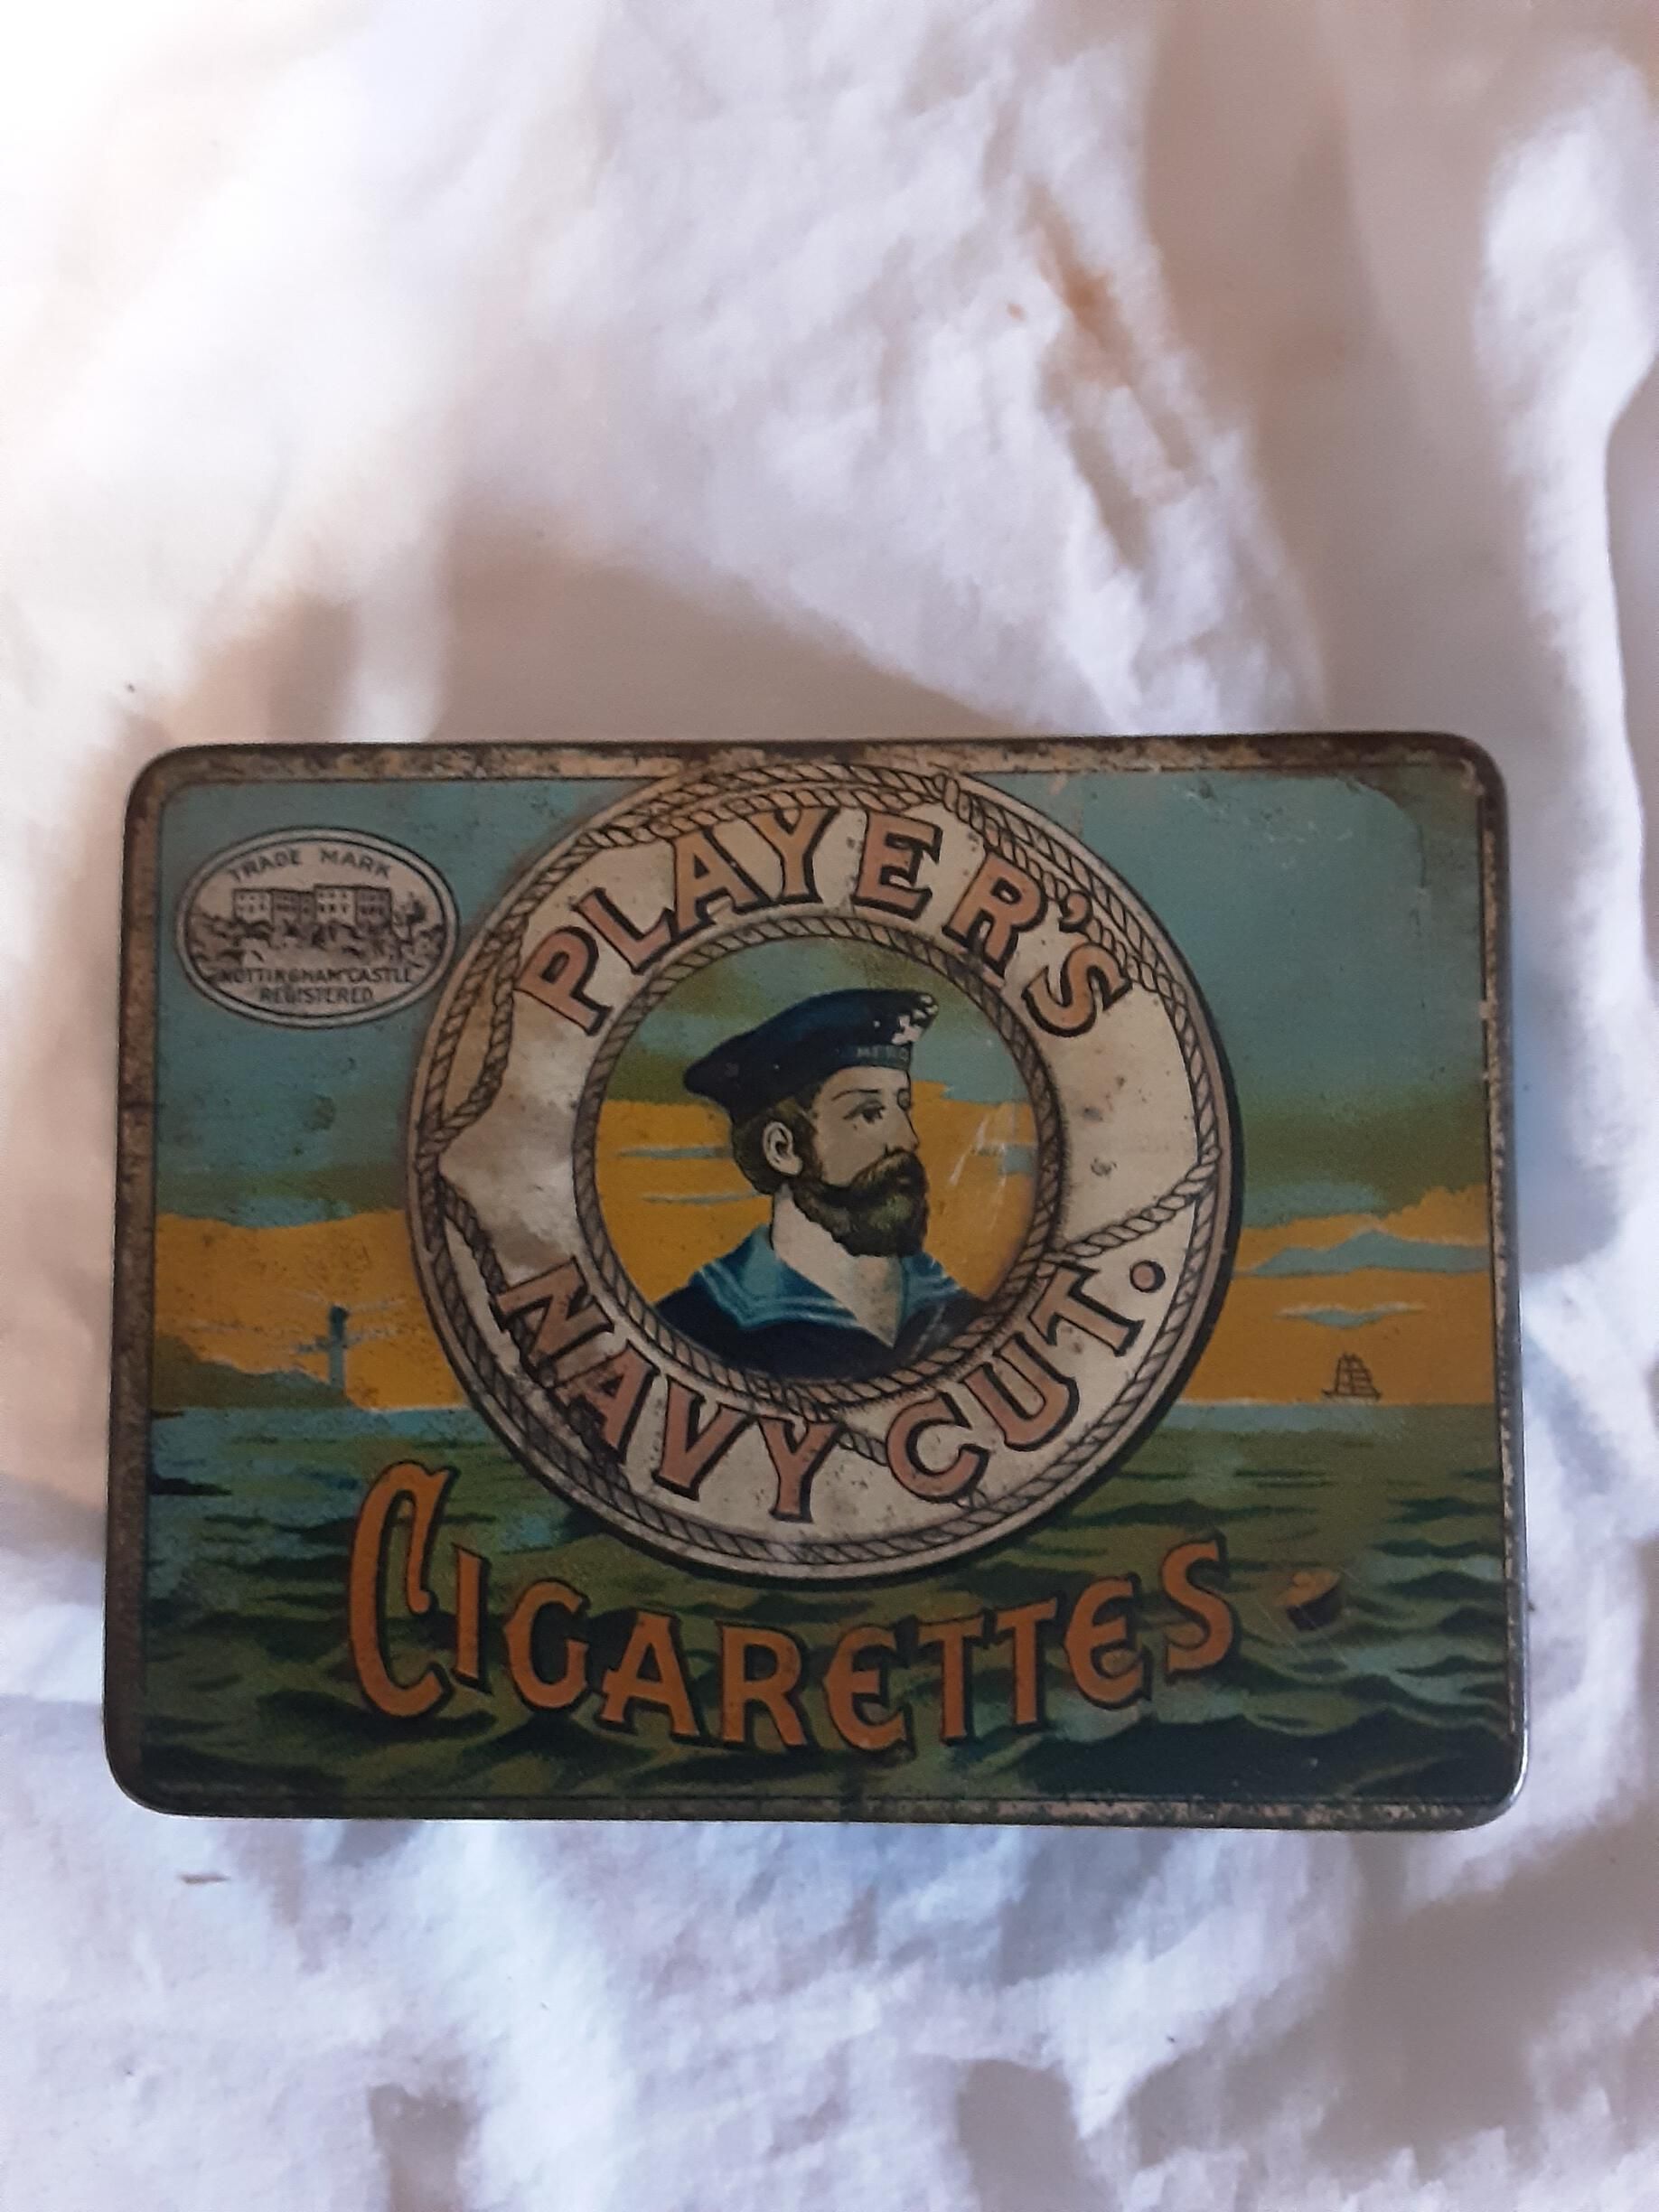 TRADE MARK
NOTTINGHAM CASTLE
REGISTERED
PLAYER'S
NAVY CUT.
CIGARETTES